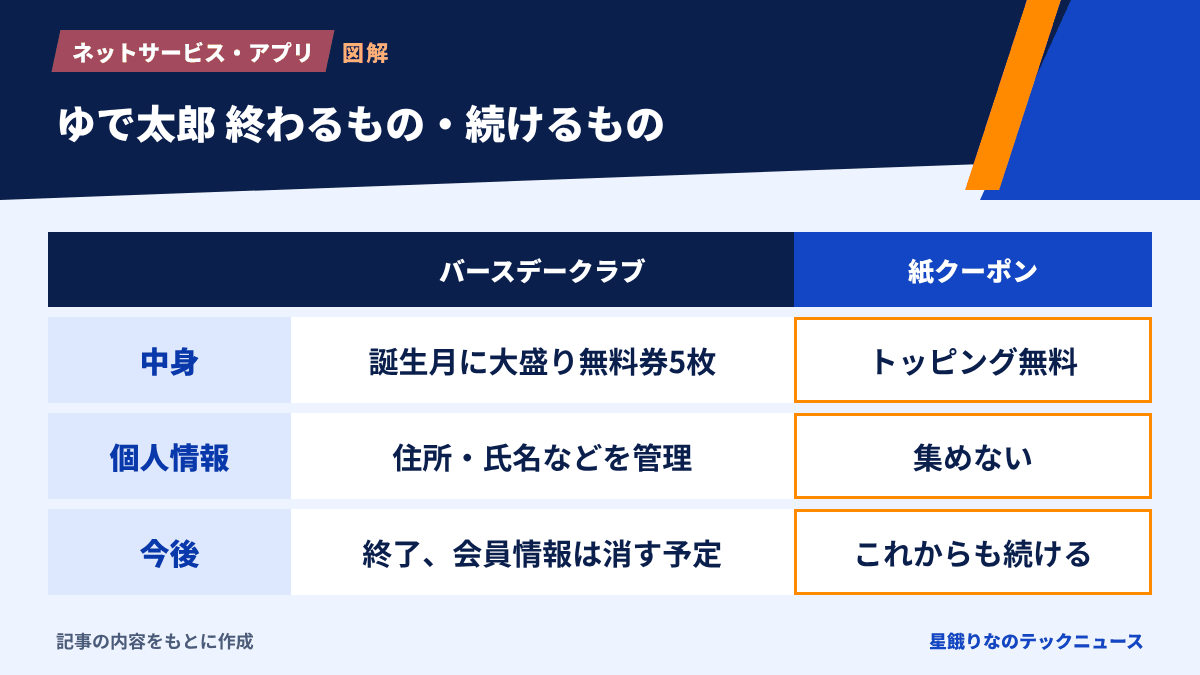 ネットサービス・アプリ 図解
ゆで太郎 終わるもの・続けるもの
バースデークラブ 紙クーポン
中身 誕生月に大盛り無料券5枚 トッピング無料
個人情報 住所・氏名などを管理 集めない
今後 終了、会員情報は消す予定 これからも続ける
記事の内容をもとに作成 星餓りなのテックニュース